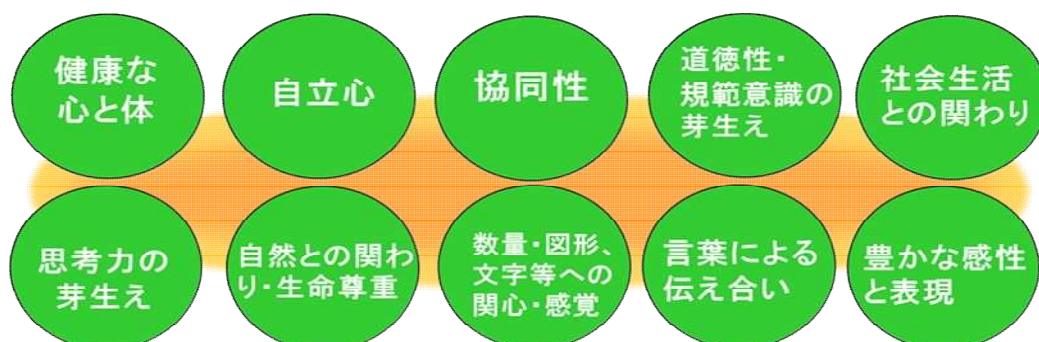 健康な
心と体
自立心
協同性
道徳性・
規範意識の
芽生え
社会生活
との関わり
思考力の
芽生え
自然との関わ
り・生命尊重
数量・図形、
文字等への
関心・感覚
言葉による
伝え合い
豊かな感性
と表現